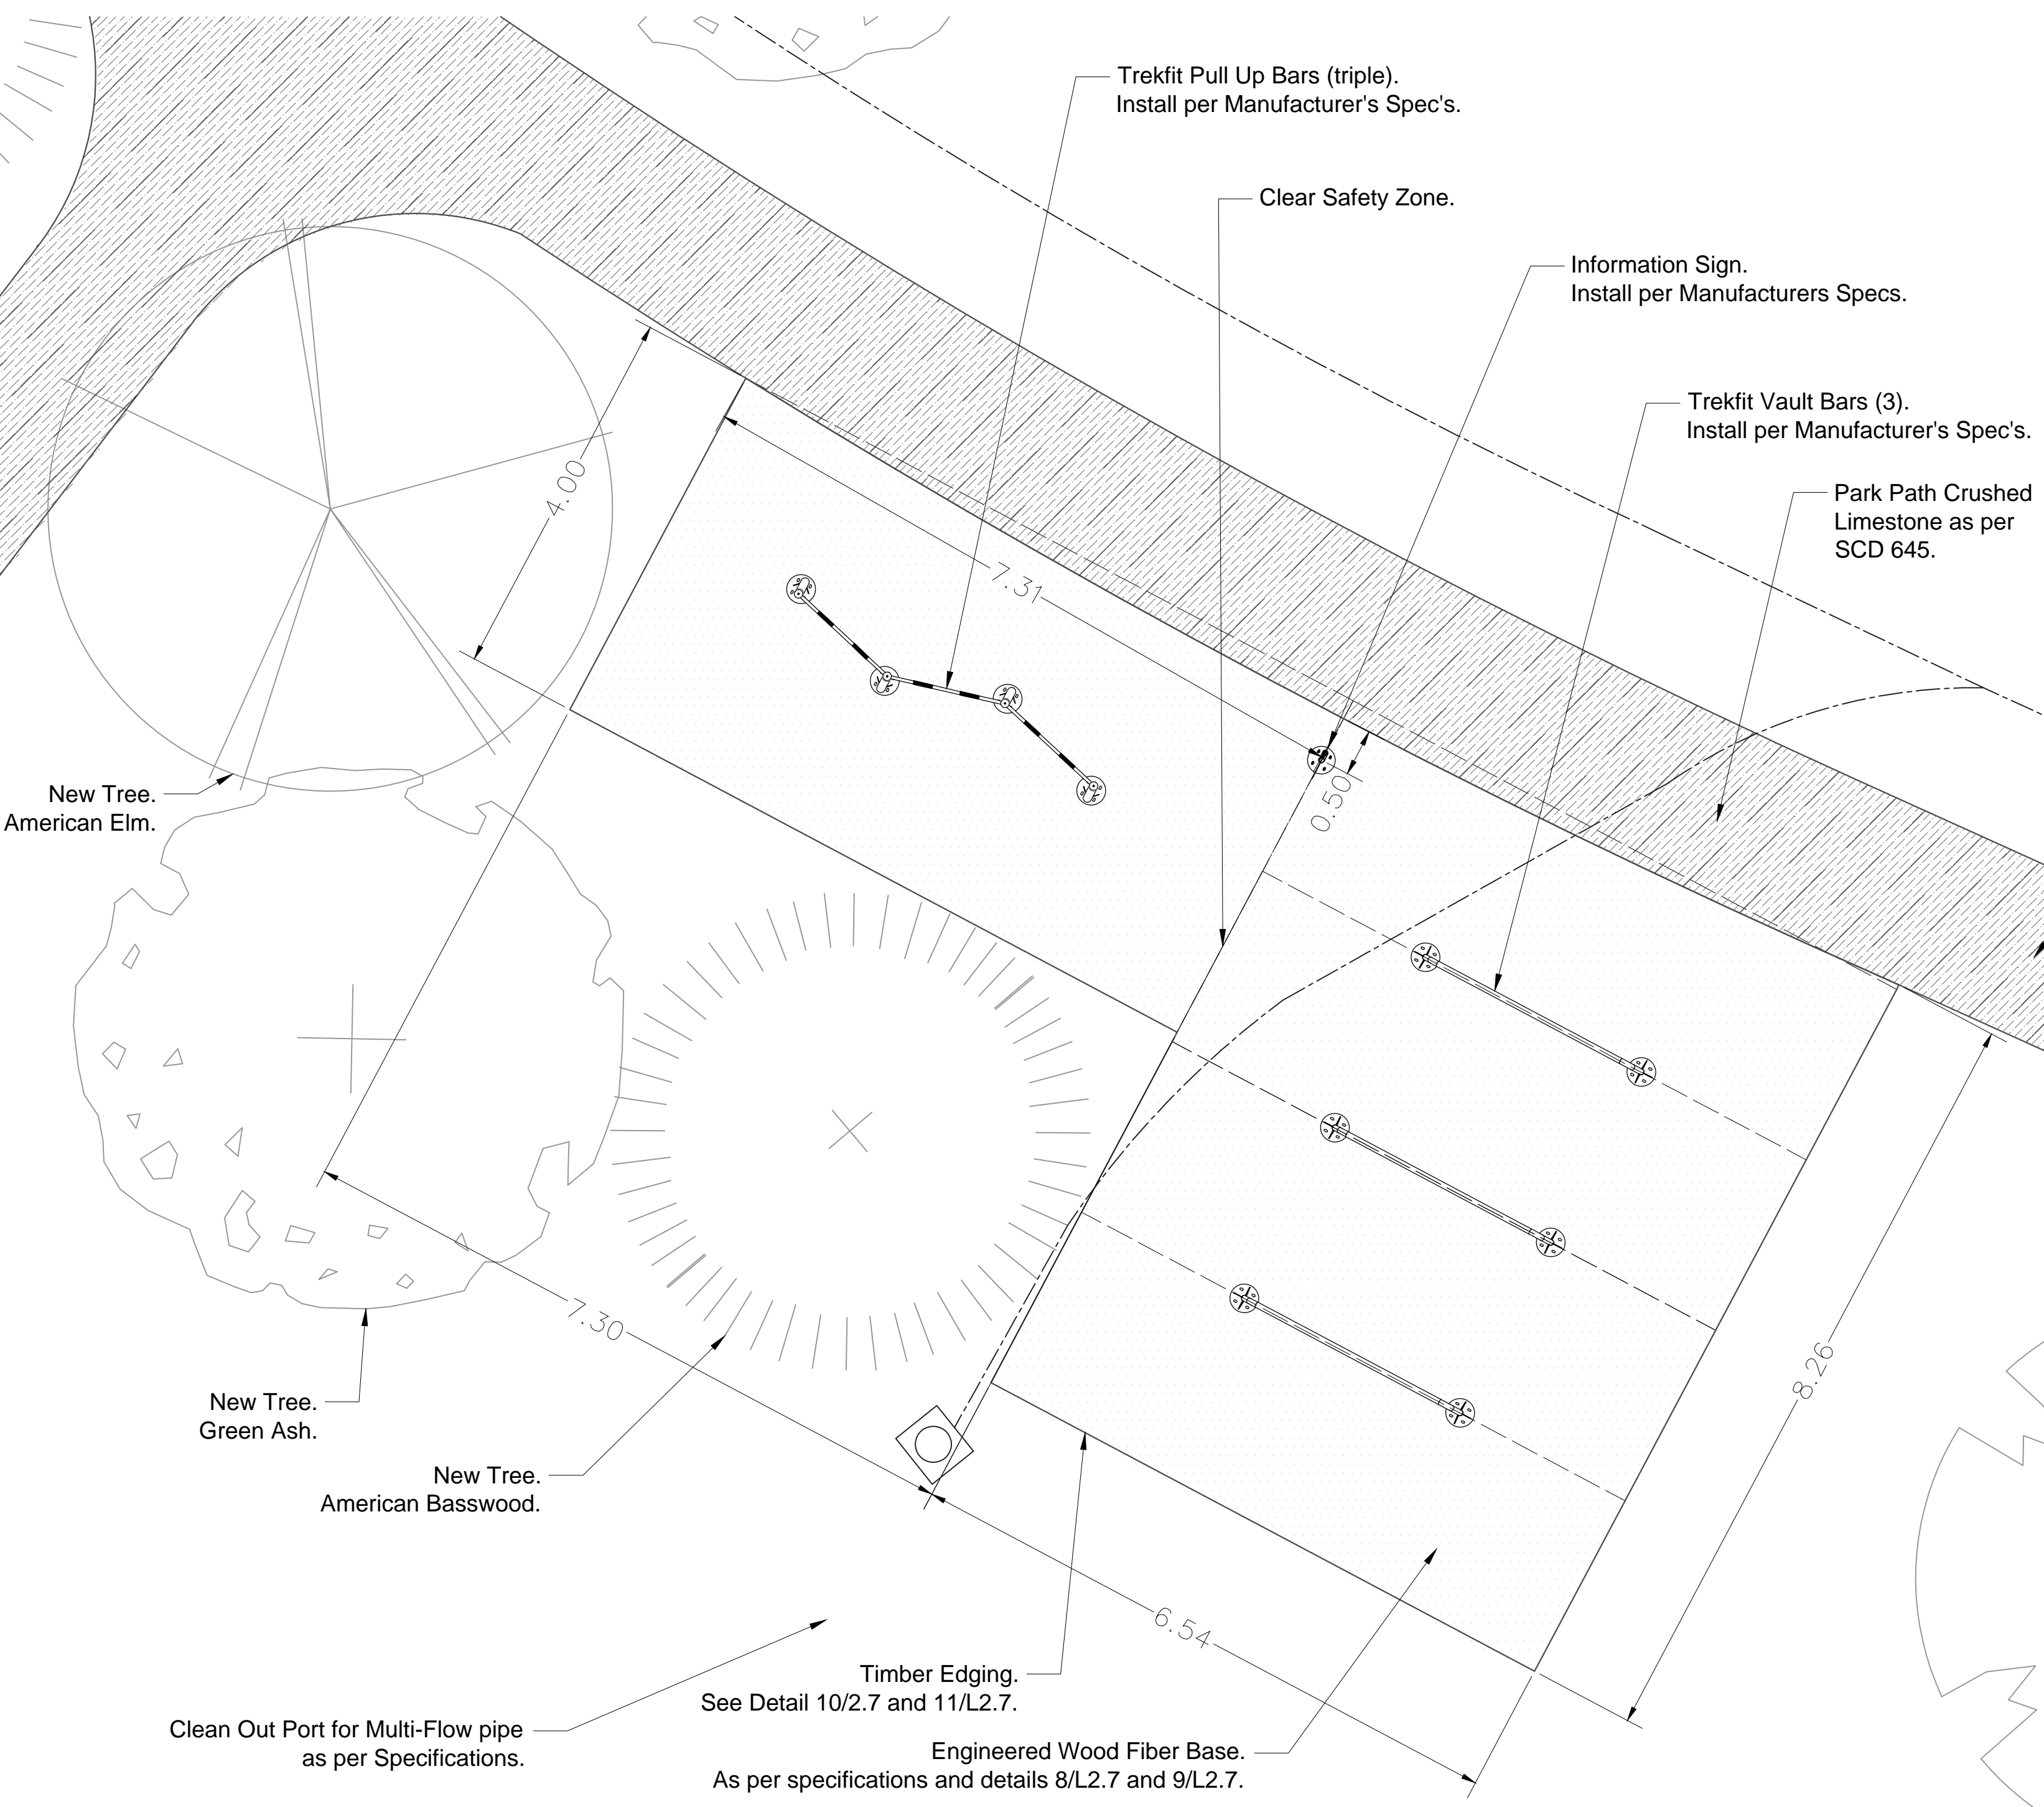 Trekfit Pull Up Bars (triple).
Install per Manufacturer's Spec's.
Clear Safety Zone.
Information Sign.
Install per Manufacturers Specs.
Trekfit Vault Bars (3).
Install per Manufacturer's Spec's.
Park Path Crushed
Limestone as per
SCD 645.
4.00
7.31
0.50
New Tree.
American Elm.
7.30
8.26
New Tree.
Green Ash.
New Tree.
American Basswood.
6.54
Timber Edging.
See Detail 10/2.7 and 11/L2.7.
Clean Out Port for Multi-Flow pipe
as per Specifications.
Engineered Wood Fiber Base.
As per specifications and details 8/L2.7 and 9/L2.7.